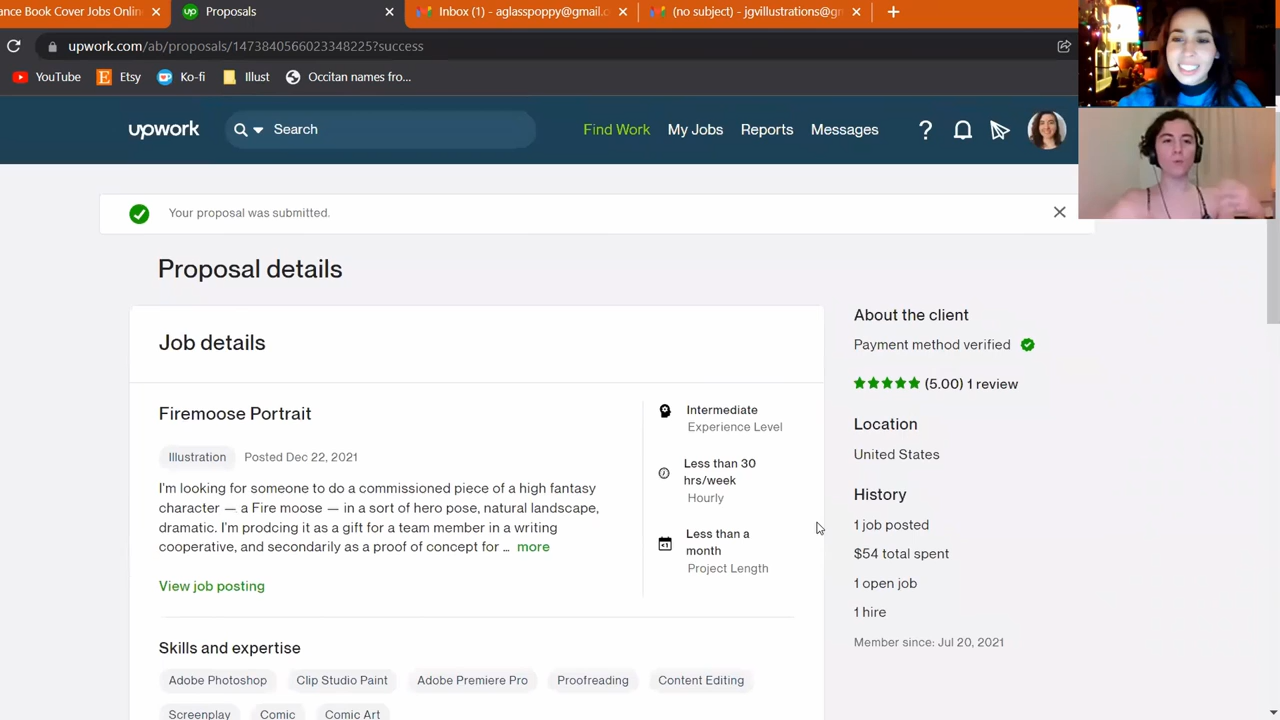 ance Book Cover Jobs Onlin
Proposals
Inbox (1) - aglasspoppy@gmail.c
(no subject) - jgvillustrations@gm
upwork.com/ab/proposals/1473840566023348225?success
YouTube
Etsy
Ko-fi
Illust
Occitan names fro...
upwork
Search
Find Work
My Jobs
Reports
Messages
Your proposal was submitted.
Proposal details
Job details
Firemoose Portrait
Illustration
Posted Dec 22, 2021
I'm looking for someone to do a commissioned piece of a high fantasy
character — a Fire moose — in a sort of hero pose, natural landscape,
dramatic. I'm prodcing it as a gift for a team member in a writing
cooperative, and secondarily as a proof of concept for … more
View job posting
Intermediate
Experience Level
Less than 30
hrs/week
Hourly
Less than a
month
Project Length
Skills and expertise
Adobe Photoshop
Clip Studio Paint
Adobe Premiere Pro
Proofreading
Content Editing
Screenplay
Comic
Comic Art
About the client
Payment method verified
(5.00) 1 review
Location
United States
History
1 job posted
$54 total spent
1 open job
1 hire
Member since: Jul 20, 2021